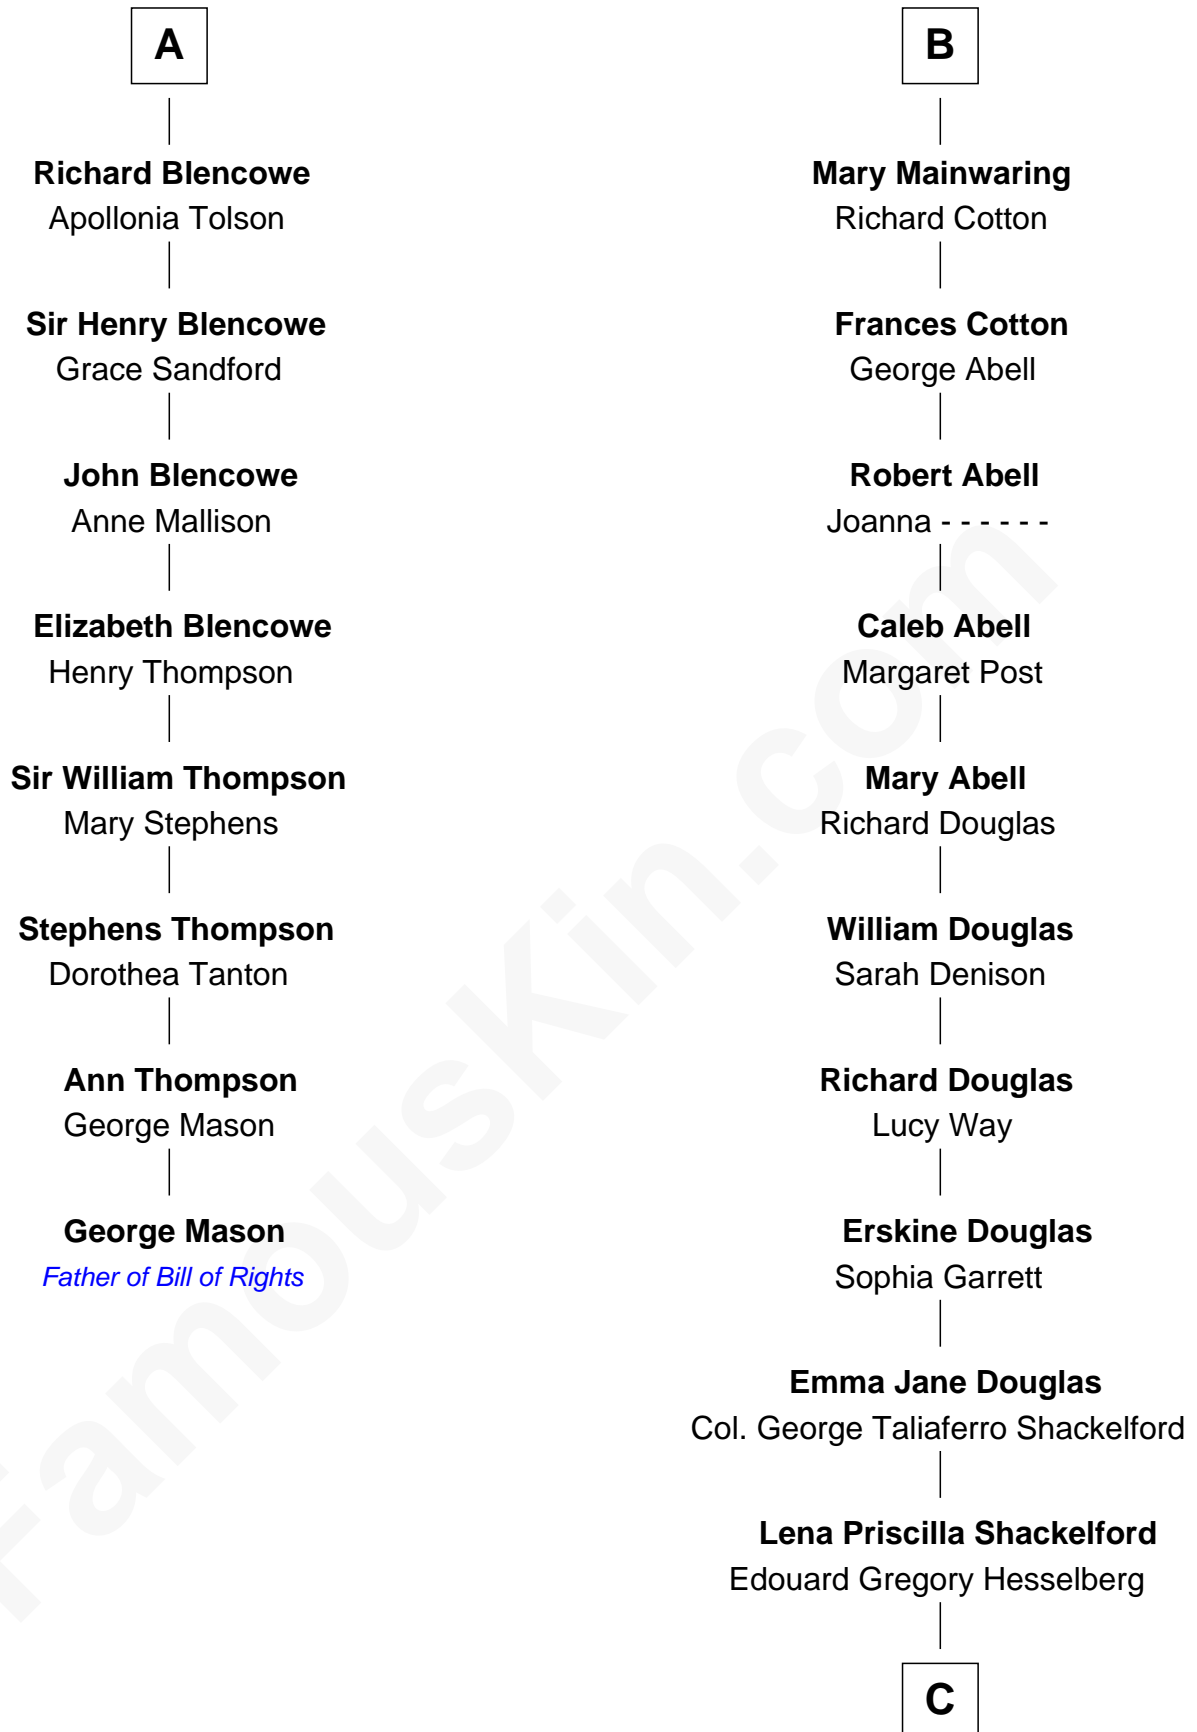 A
Richard Blencowe
Apollonia Tolson
Sir Henry Blencowe
Grace Sandford
John Blencowe
Anne Mallison
Elizabeth Blencowe
Henry Thompson
Sir William Thompson
Mary Stephens
Stephens Thompson
Dorothea Tanton
Ann Thompson
George Mason
George Mason
Father of Bill of Rights
B
Mary Mainwaring
Richard Cotton
Frances Cotton
George Abell
Robert Abell
Joanna - - - - - -
Caleb Abell
Margaret Post
Mary Abell
Richard Douglas
William Douglas
Sarah Denison
Richard Douglas
Lucy Way
Erskine Douglas
Sophia Garrett
Emma Jane Douglas
Col. George Taliaferro Shackelford
Lena Priscilla Shackelford
Edouard Gregory Hesselberg
C
FamousKin.com